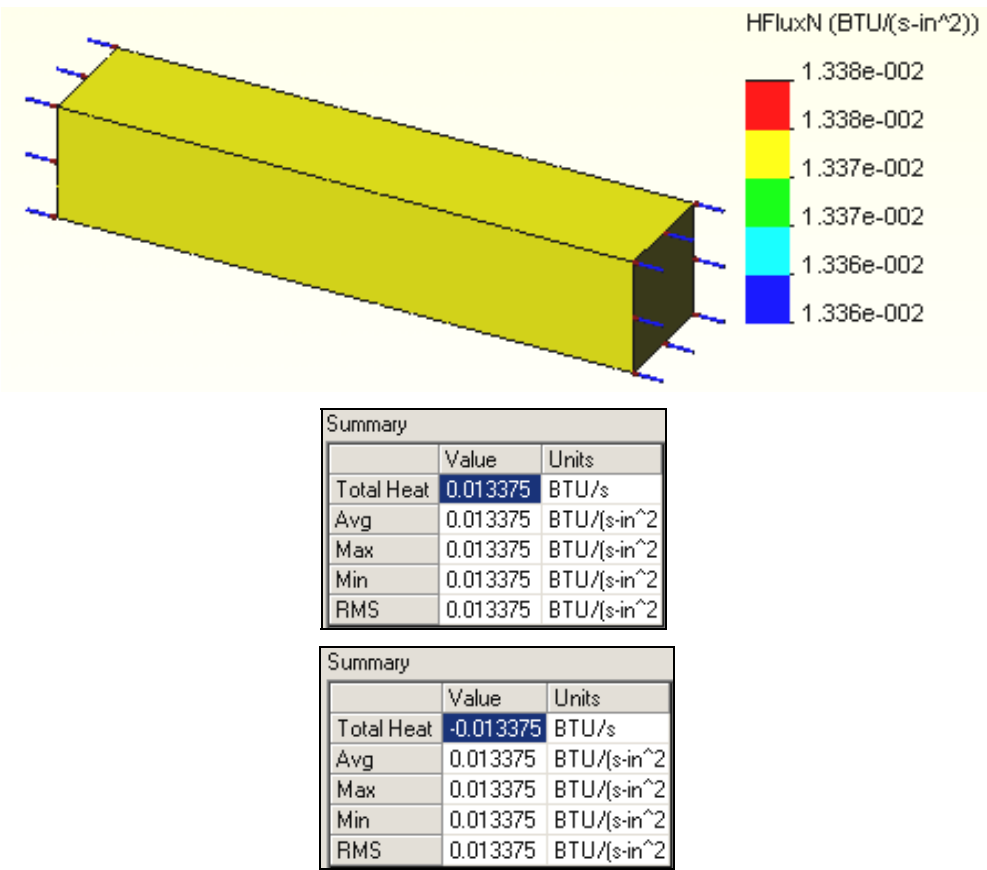 HFluxN (BTU/(s-in^2))
1.338e-002
1.338e-002
1.337e-002
1.337e-002
1.336e-002
1.336e-002
Summary
Value Units
Total Heat 0.013375 BTU/s
Avg 0.013375 BTU/(s-in^2
Max 0.013375 BTU/(s-in^2
Min 0.013375 BTU/(s-in^2
RMS 0.013375 BTU/(s-in^2
Summary
Value Units
Total Heat -0.013375 BTU/s
Avg 0.013375 BTU/(s-in^2
Max 0.013375 BTU/(s-in^2
Min 0.013375 BTU/(s-in^2
RMS 0.013375 BTU/(s-in^2